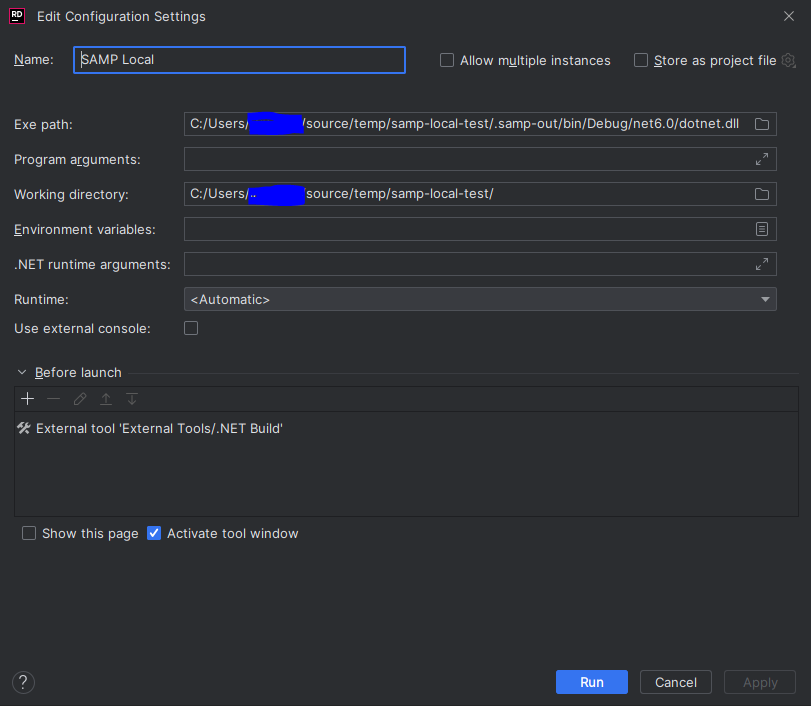 RD Edit Configuration Settings
Name: SAMP Local Allow multiple instances Store as project file
Exe path: C:/Users/ /source/temp/samp-local-test/.samp-out/bin/Debug/net6.0/dotnet.dll
Program arguments:
Working directory: C:/Users/ source/temp/samp-local-test/
Environment variables:
.NET runtime arguments:
Runtime: <Automatic>
Use external console:
Before launch
External tool 'External Tools/.NET Build'
Show this page Activate tool window
? Run Cancel Apply